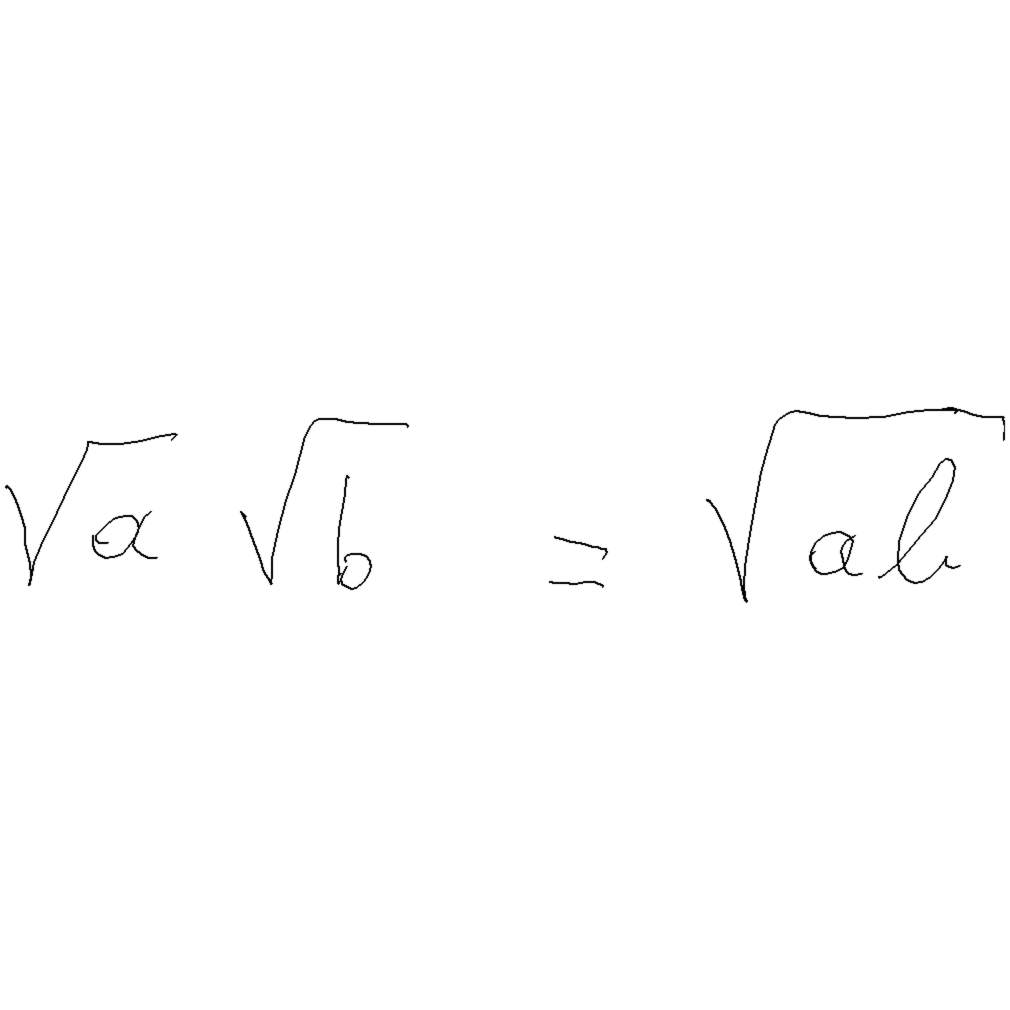 √a √b = √ab